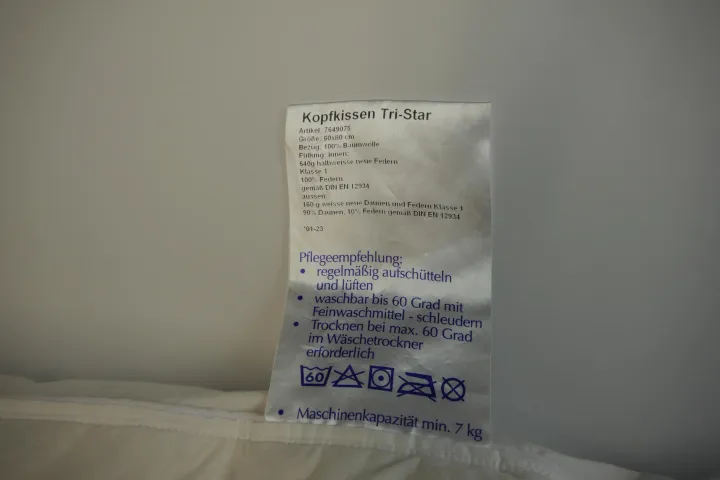 Kopfkissen Tri-Star
Artikel: 7649075
Größe: 80x80 cm
Bezug: 100% Baumwolle
Füllung: innen:
640g halbweisse neue Federn
Klasse 1
100% Federn
gemäß DIN EN 12934
aussen:
160 g weisse neue Daunen und Federn Klasse 1
90% Daunen, 10% Federn gemäß DIN EN 12934
*01-23
Pflegeempfehlung:
• regelmäßig aufschütteln
und lüften
• waschbar bis 60 Grad mit
Feinwaschmittel - schleudern
• Trocknen bei max. 60 Grad
im Wäschetrockner
erforderlich
60
• Maschinenkapazität min. 7 kg